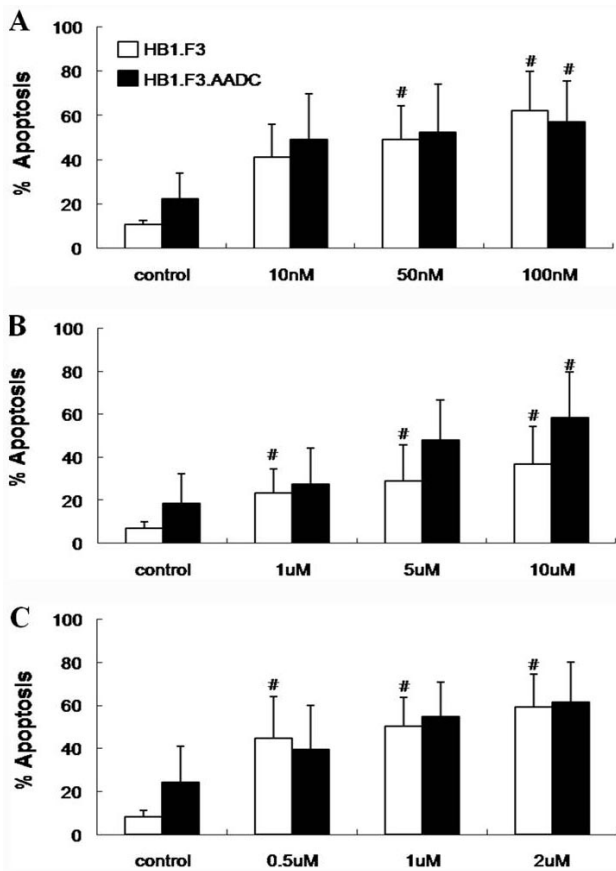 A
HB1.F3
HB1.F3.AADC
% Apoptosis
100
80
60
40
20
0
# # #
control 10nM 50nM 100nM
B
% Apoptosis
100
80
60
40
20
0
# # # #
control 1uM 5uM 10uM
C
% Apoptosis
100
80
60
40
20
0
# # #
control 0.5uM 1uM 2uM